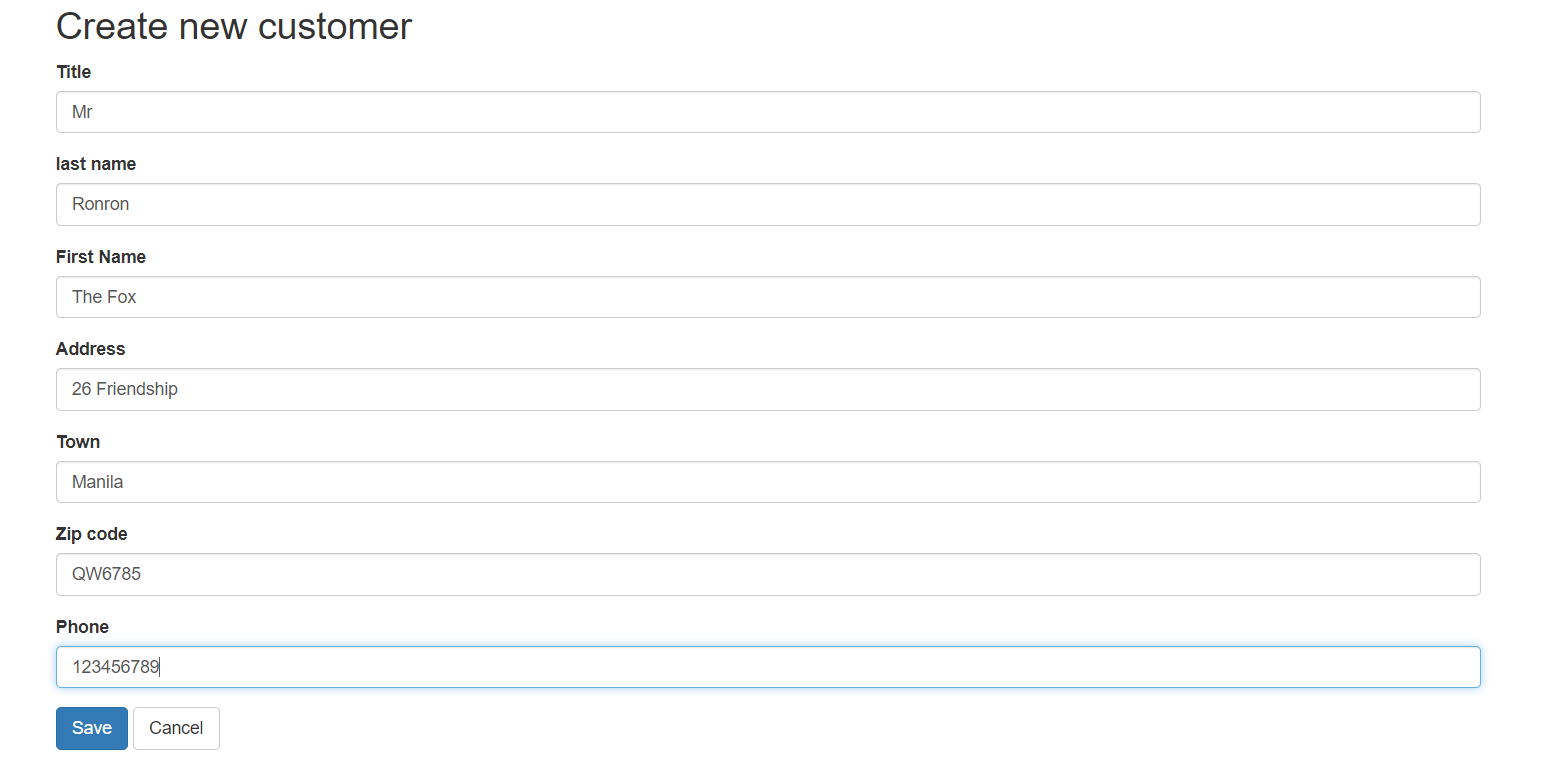 Create new customer
Title
Mr
last name
Ronron
First Name
The Fox
Address
26 Friendship
Town
Manila
Zip code
QW6785
Phone
123456789
Save Cancel